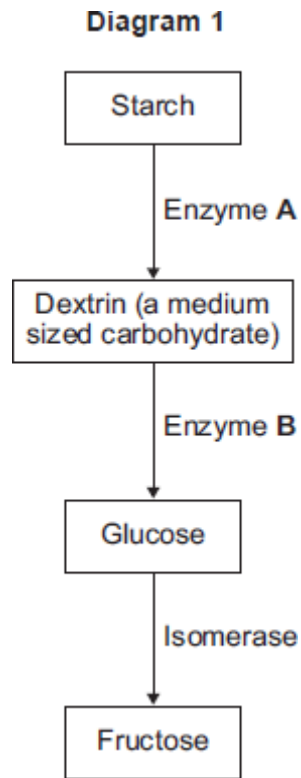 Diagram 1
Starch
Enzyme A
Dextrin (a medium
sized carbohydrate)
Enzyme B
Glucose
Isomerase
Fructose